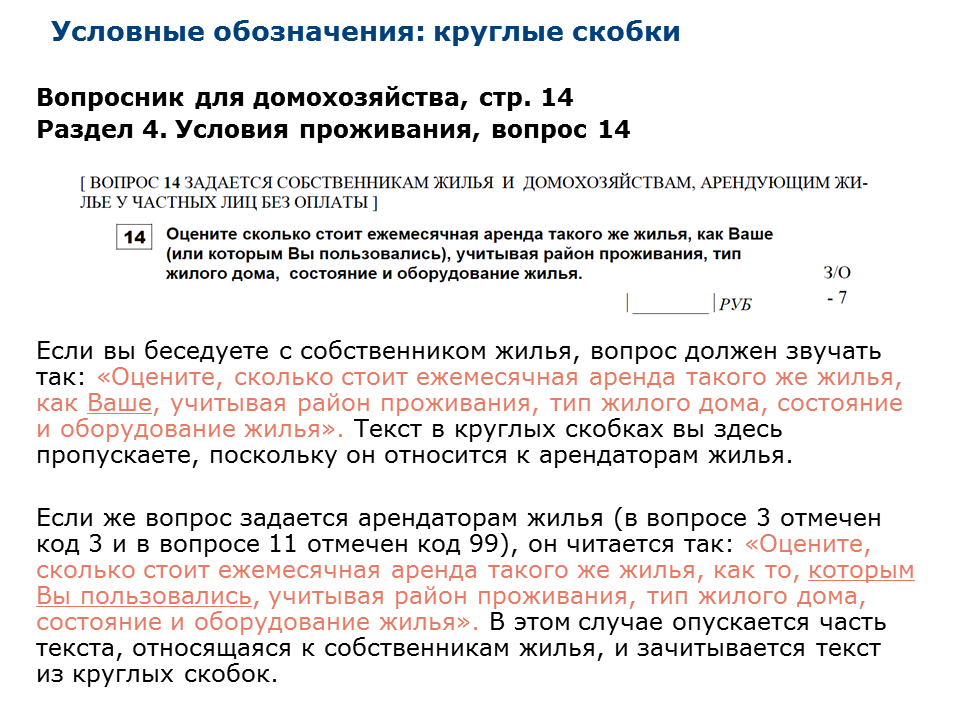 Условные обозначения: круглые скобки
Вопросник для домохозяйства, стр. 14
Раздел 4. Условия проживания, вопрос 14
[ ВОПРОС 14 ЗАДАЕТСЯ СОБСТВЕННИКАМ ЖИЛЬЯ И ДОМОХОЗЯЙСТВАМ, АРЕНДУЮЩИМ ЖИ-
ЛЬЕ У ЧАСТНЫХ ЛИЦ БЕЗ ОПЛАТЫ ]
14 Оцените сколько стоит ежемесячная аренда такого же жилья, как Ваше
(или которым Вы пользовались), учитывая район проживания, тип
жилого дома, состояние и оборудование жилья.
З/О
|________| РУБ - 7
Если вы беседуете с собственником жилья, вопрос должен звучать
так: «Оцените, сколько стоит ежемесячная аренда такого же жилья,
как Ваше, учитывая район проживания, тип жилого дома, состояние
и оборудование жилья». Текст в круглых скобках вы здесь
пропускаете, поскольку он относится к арендаторам жилья.
Если же вопрос задается арендаторам жилья (в вопросе 3 отмечен
код 3 и в вопросе 11 отмечен код 99), он читается так: «Оцените,
сколько стоит ежемесячная аренда такого же жилья, как то, которым
Вы пользовались, учитывая район проживания, тип жилого дома,
состояние и оборудование жилья». В этом случае опускается часть
текста, относящаяся к собственникам жилья, и зачитывается текст
из круглых скобок.